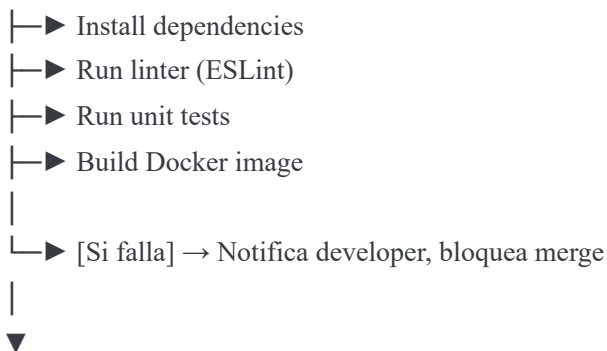 ├─► Install dependencies
├─► Run linter (ESLint)
├─► Run unit tests
├─► Build Docker image
│
└─► [Si falla] → Notifica developer, bloquea merge
│
▼